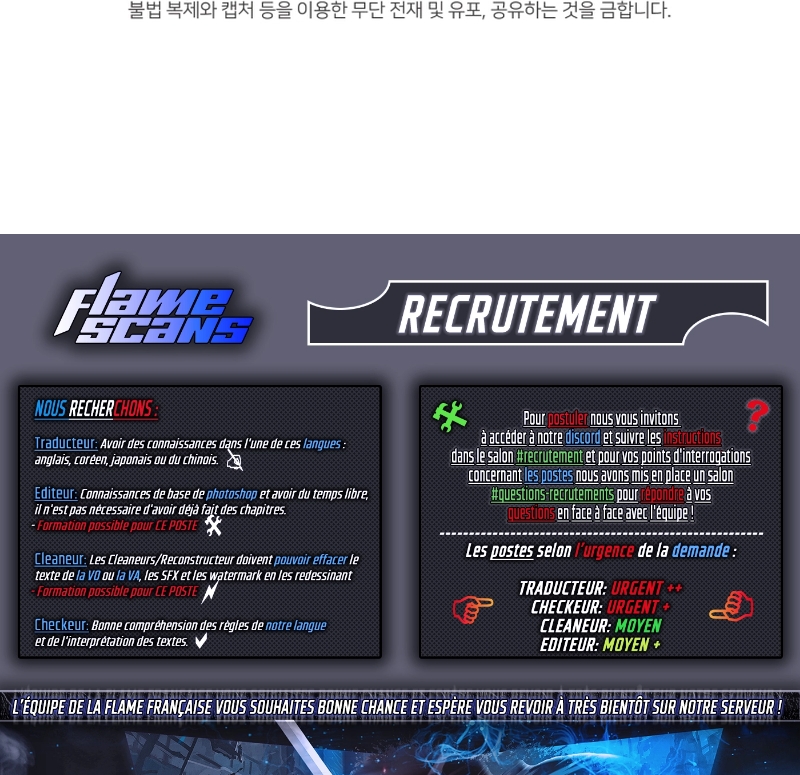 불법 복제와 캡처 등을 이용한 무단 전재 및 유포, 공유하는 것을 금합니다.
Flame
SCANS
RECRUTEMENT
NOUS RECHERCHONS :
Traducteur: Avoir des connaissances dans l'une de ces langues :
anglais, coréen, japonais ou du chinois.
Editeur: Connaissances de base de photoshop et avoir du temps libre,
il n'est pas nécessaire d'avoir déjà fait des chapitres.
- Formation possible pour CE POSTE
Cleaneur: Les Cleaneurs/Reconstructeur doivent pouvoir effacer le
texte de la VO ou la VA, les SFX et les watermark en les redessinant
- Formation possible pour CE POSTE
Checkeur: Bonne compréhension des règles de notre langue
et de l'interprétation des textes.
Pour postuler nous vous invitons
à accéder à notre discord et suivre les instructions
dans le salon #recrutement et pour vos points d'interrogations
concernant les postes nous avons mis en place un salon
#questions-recrutements pour répondre à vos
questions en face à face avec l'équipe !
Les postes selon l'urgence de la demande :
TRADUCTEUR: URGENT ++
CHECKEUR: URGENT +
CLEANEUR: MOYEN
EDITEUR: MOYEN +
L'ÉQUIPE DE LA FLAME FRANÇAISE VOUS SOUHAITES BONNE CHANCE ET ESPÈRE VOUS REVOIR À TRÈS BIENTÔT SUR NOTRE SERVEUR !